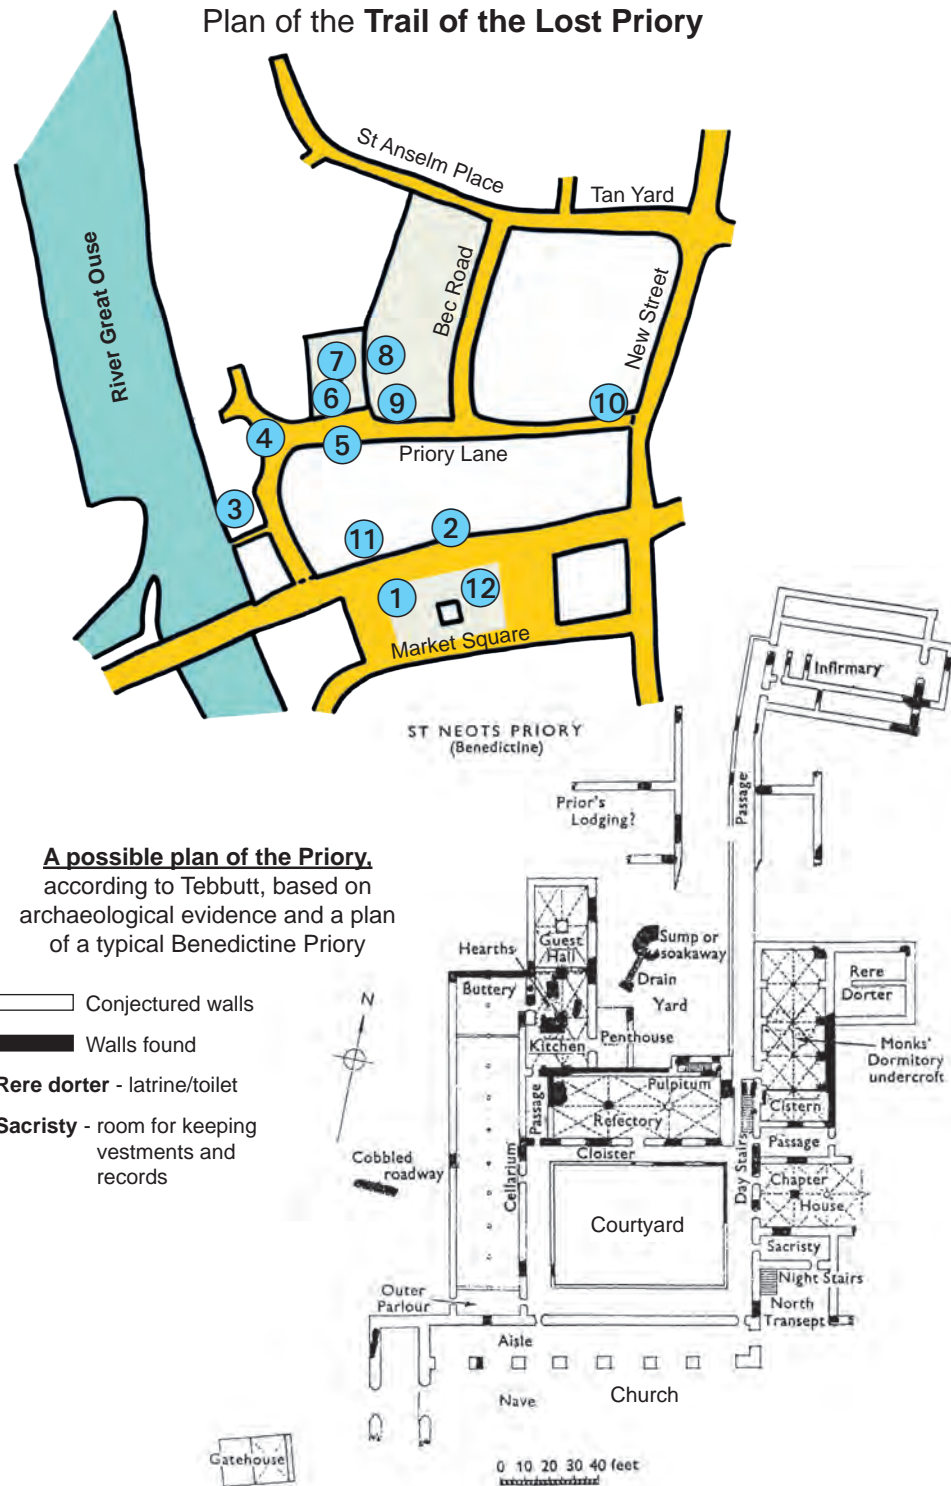 Plan of the Trail of the Lost Priory
St Anselm Place
Tan Yard
River Great Ouse
Bec Road
New Street
7
8
6
9
10
4
5
Priory Lane
3
2
11
1
12
Market Square
ST NEOTS PRIORY
(Benedictine)
Infirmary
Passage
Prior's
Lodging?
A possible plan of the Priory,
according to Tebbutt, based on
archaeological evidence and a plan
of a typical Benedictine Priory
Conjectured walls
Walls found
Rere dorter - latrine/toilet
Sacristy - room for keeping
vestments and
records
N
Hearths
Guest
Hall
Buttery
Kitchen
Sump or
soakaway
Drain
Yard
Penthouse
Rere
Dorter
Monks'
Dormitory
undercroft
Pulpitum
Refectory
Passage
Cistern
Passage
Cloister
Day Stairs
Chapter
House
Cobbled
roadway
Cellarium
Courtyard
Sacristy
Night Stairs
North
Transept
Outer
Parlour
Aisle
Nave
Church
Gatehouse
0 10 20 30 40 feet